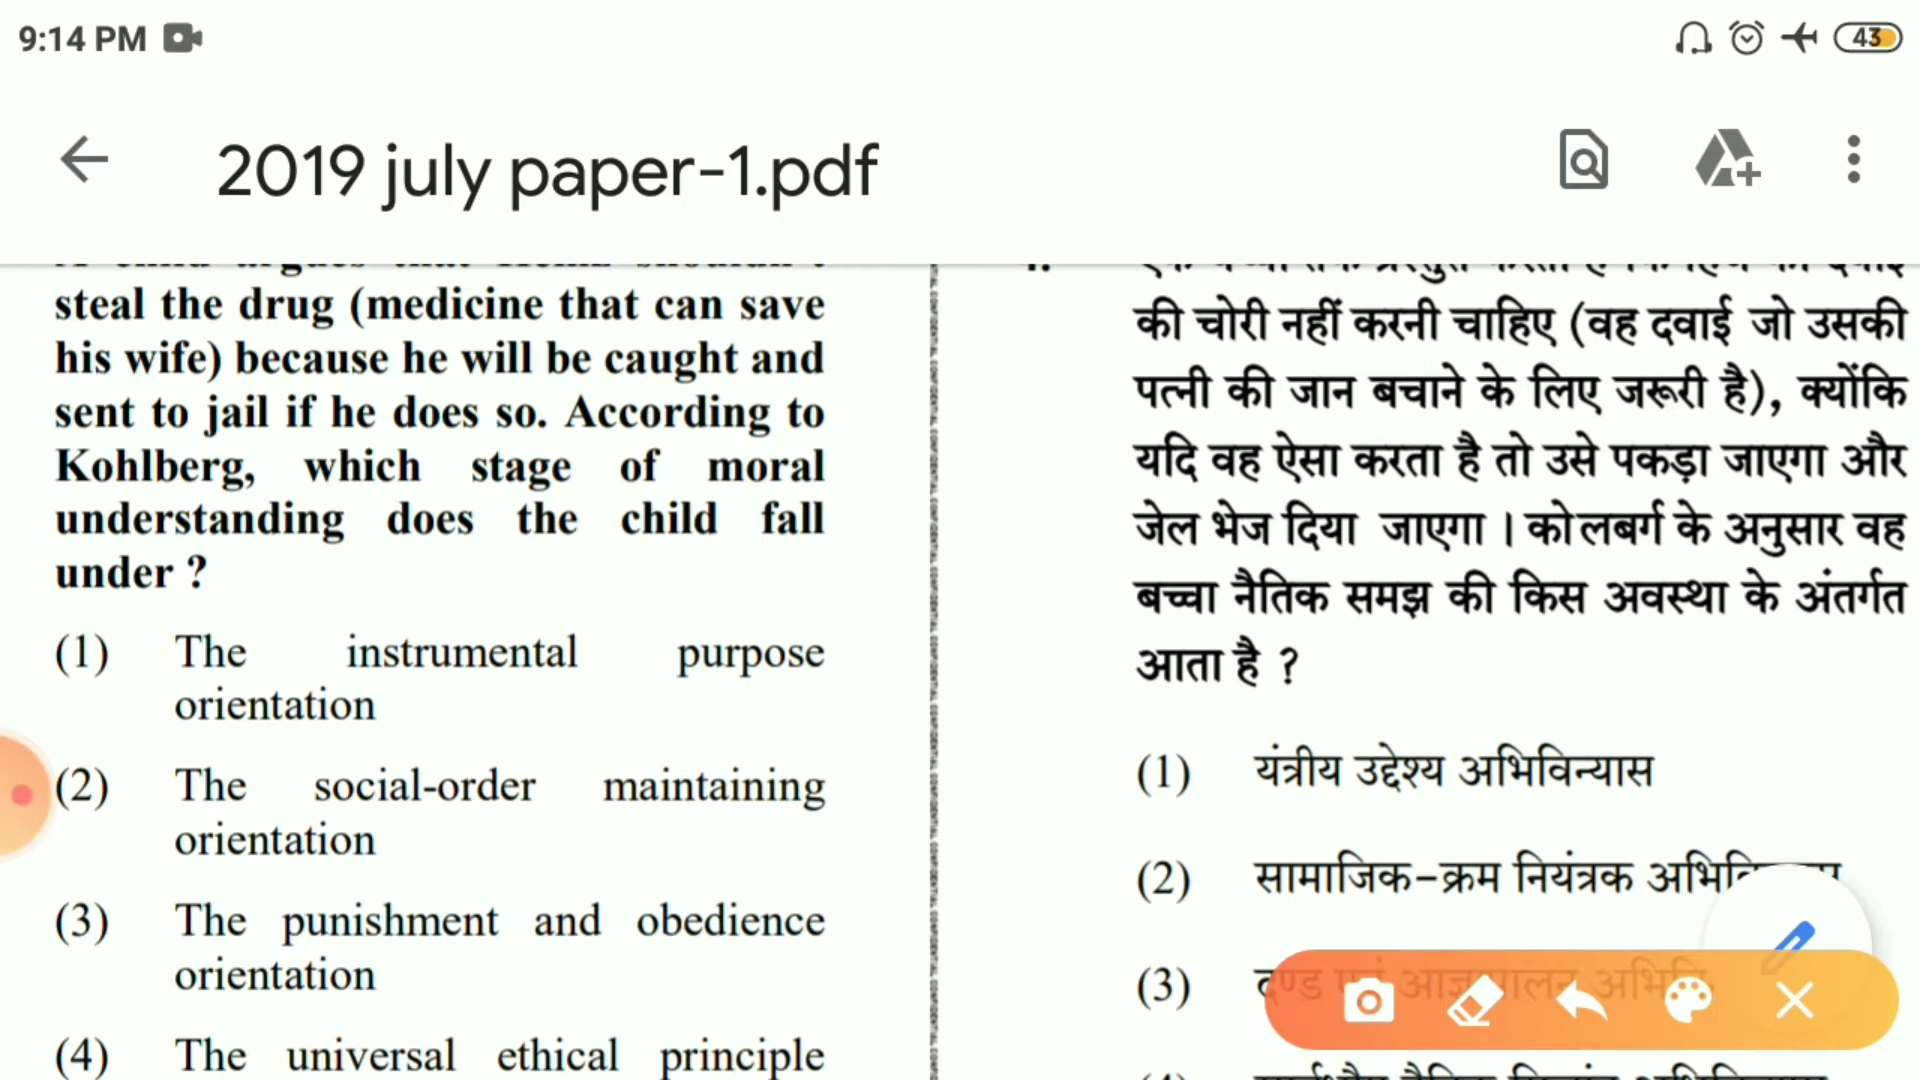 9:14 PM
43
2019 july paper-1.pdf
steal the drug (medicine that can save
his wife) because he will be caught and
sent to jail if he does so. According to
Kohlberg, which stage of moral
understanding does the child fall
under ?
(1) The instrumental purpose
orientation
(2) The social-order maintaining
orientation
(3) The punishment and obedience
orientation
(4) The universal ethical principle
की चोरी नहीं करनी चाहिए (वह दवाई जो उसकी
पत्नी की जान बचाने के लिए जरूरी है), क्योंकि
यदि वह ऐसा करता है तो उसे पकड़ा जाएगा और
जेल भेज दिया जाएगा । कोलबर्ग के अनुसार वह
बच्चा नैतिक समझ की किस अवस्था के अंतर्गत
आता है ?
(1) यंत्रीय उद्देश्य अभिविन्यास
(2) सामाजिक-क्रम नियंत्रक
(3)